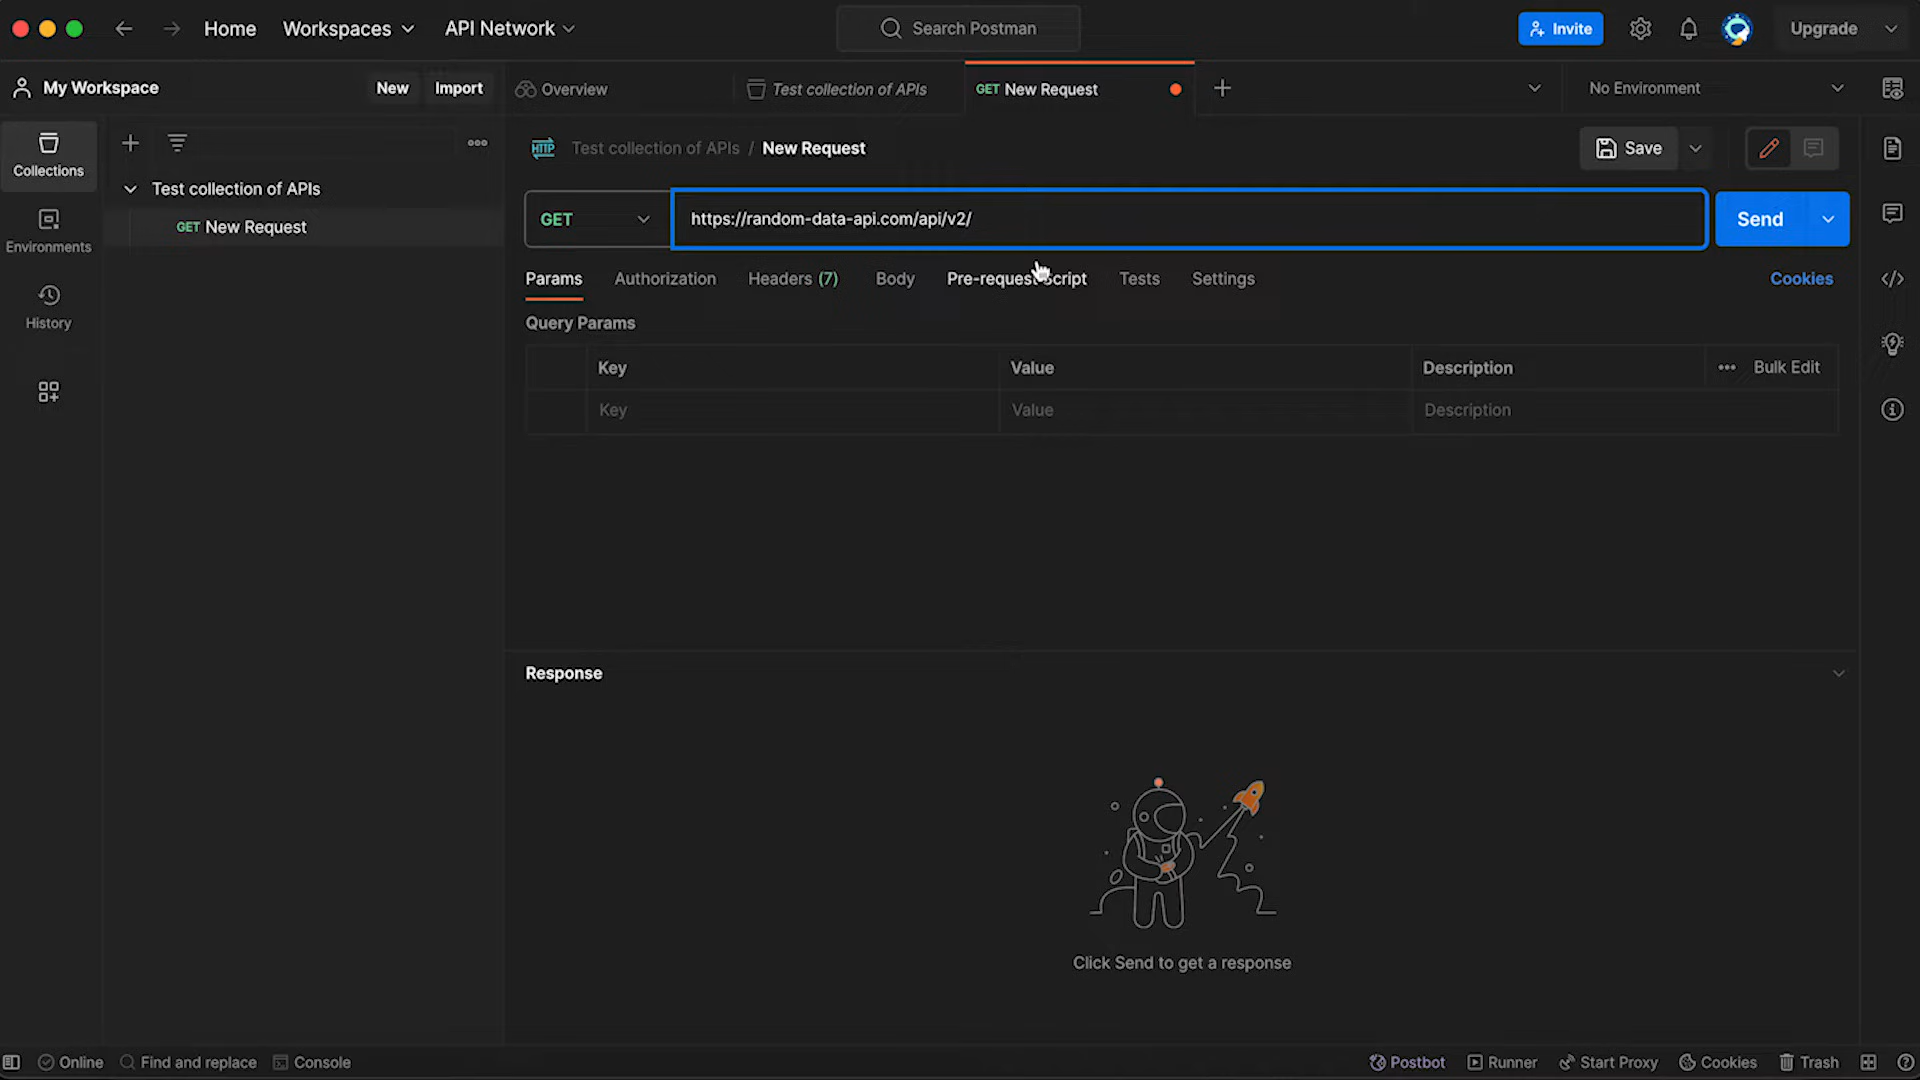 Home Workspaces API Network Search Postman Invite Upgrade
My Workspace New Import Overview Test collection of APIs GET New Request No Environment
Collections
Environments
History
Test collection of APIs
GET New Request
HTTP Test collection of APIs / New Request Save
GET https://random-data-api.com/api/v2/ Send
Params Authorization Headers (7) Body Pre-request Script Tests Settings Cookies
Query Params
Key Value Description Bulk Edit
Key Value Description
Response
Click Send to get a response
Online Find and replace Console Postbot Runner Start Proxy Cookies Trash